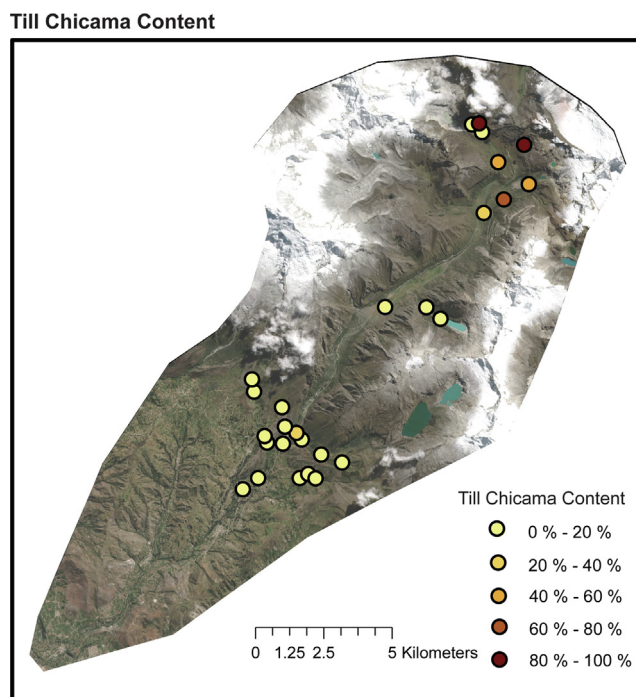 Till Chicama Content
Till Chicama Content
0 % - 20 %
20 % - 40 %
40 % - 60 %
60 % - 80 %
80 % - 100 %
0 1.25 2.5 5 Kilometers